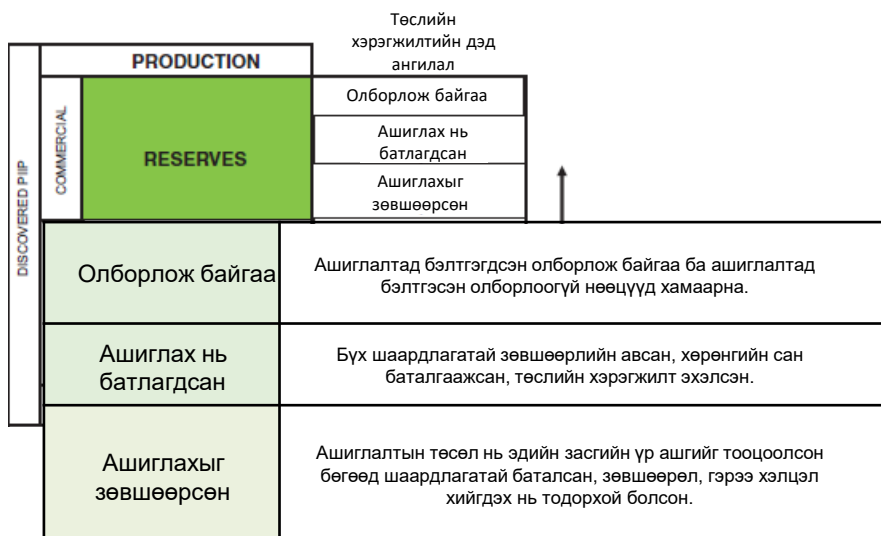 Төслийн
хэрэгжилтийн дэд
ангилал
PRODUCTION
DISCOVERED PIIP
COMMERCIAL
RESERVES
Олборлож байгаа
Ашиглах нь
батлагдсан
Ашиглахыг
зөвшөөрсөн
Олборлож байгаа
Ашиглалтад бэлтгэгдсэн олборлож байгаа ба ашиглалтад
бэлтгэсэн олборлоогүй нөөцүүд хамаарна.
Ашиглах нь
батлагдсан
Бүх шаардлагатай зөвшөөрлийн авсан, хөрөнгийн сан
баталгаажсан, төслийн хэрэгжилт эхэлсэн.
Ашиглахыг
зөвшөөрсөн
Ашиглалтын төсөл нь эдийн засгийн үр ашгийг тооцоолсон
бөгөөд шаардлагатай баталсан, зөвшөөрөл, гэрээ хэлцэл
хийгдэх нь тодорхой болсон.